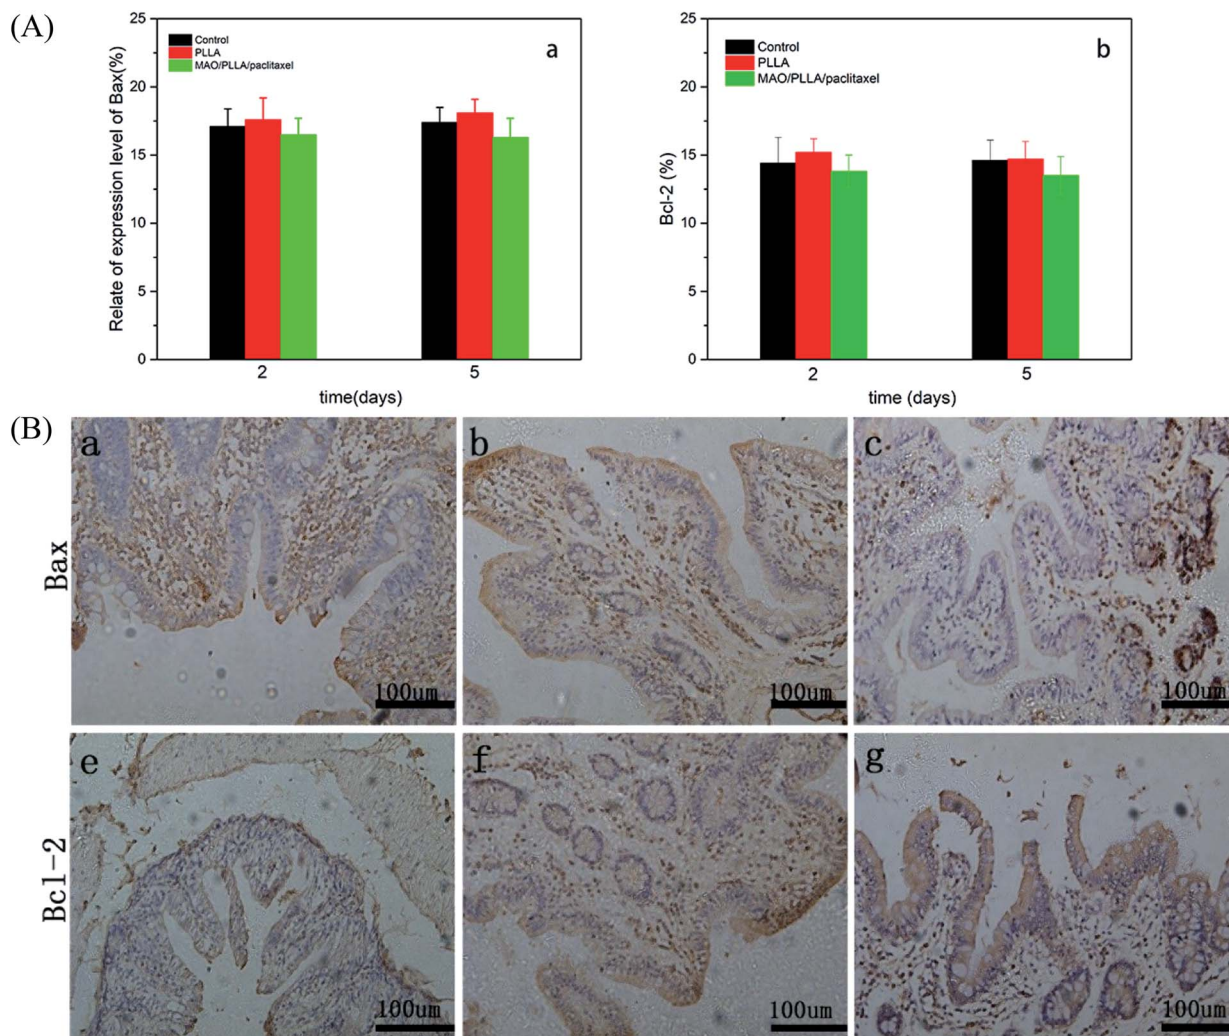 (A)
25
20
15
10
5
0
Relate of expression level of Bax(%)
Control
PLLA
MAO/PLLA/paclitaxel
a
2
5
time(days)
25
20
15
10
5
0
Bcl-2 (%)
Control
PLLA
MAO/PLLA/paclitaxel
b
2
5
time (days)
(B)
Bax
a
100um
b
100um
c
100um
Bcl-2
e
100um
f
100um
g
100um